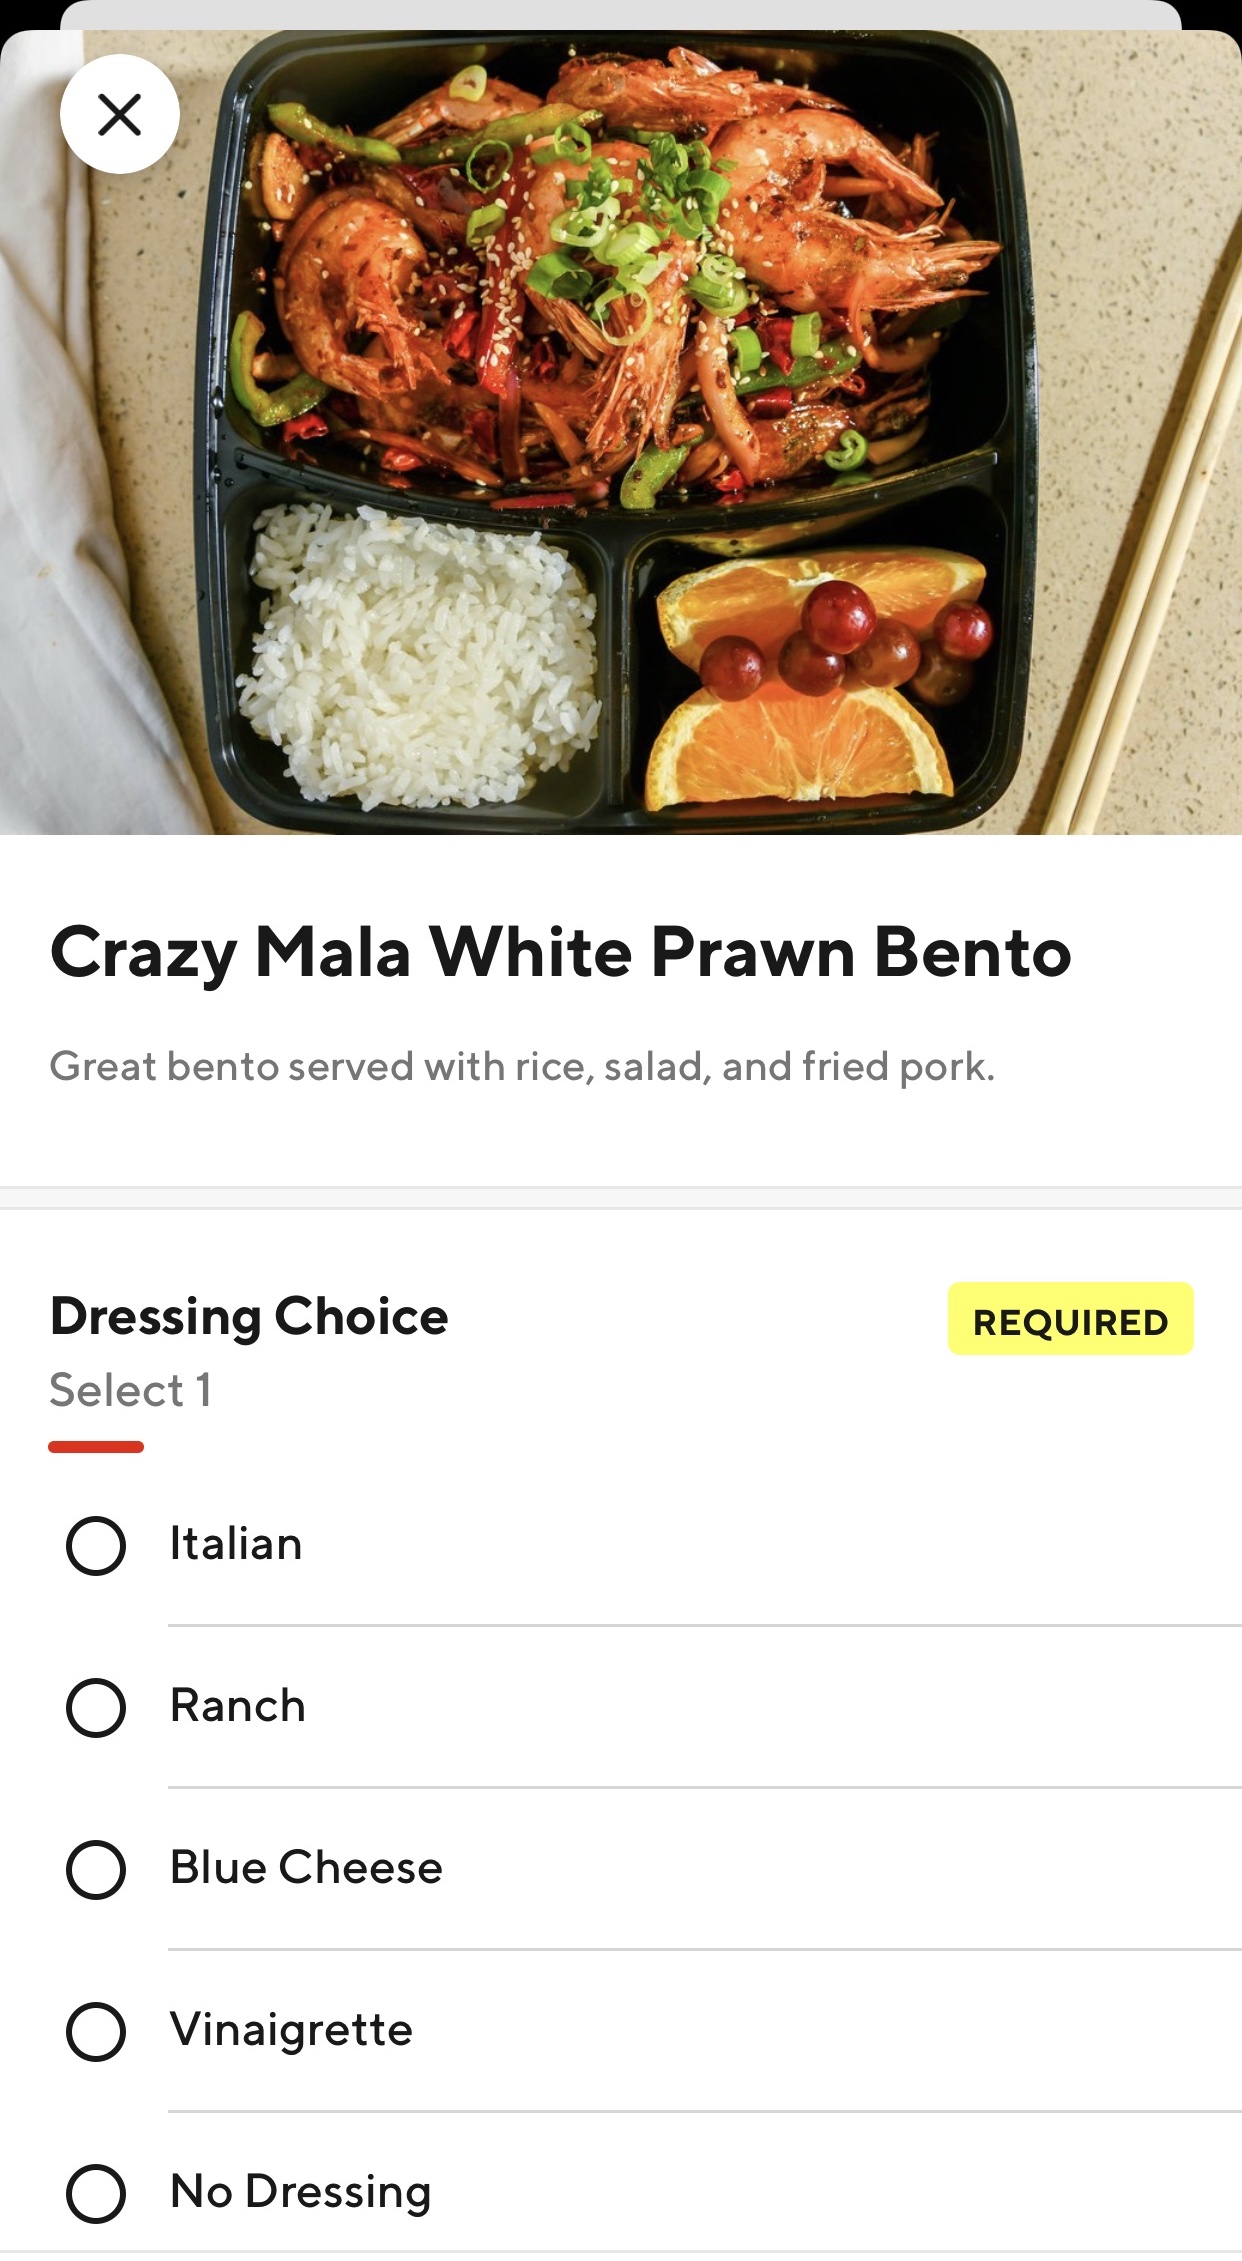 Crazy Mala White Prawn Bento
Great bento served with rice, salad, and fried pork.
Dressing Choice
REQUIRED
Select 1
Italian
Ranch
Blue Cheese
Vinaigrette
No Dressing